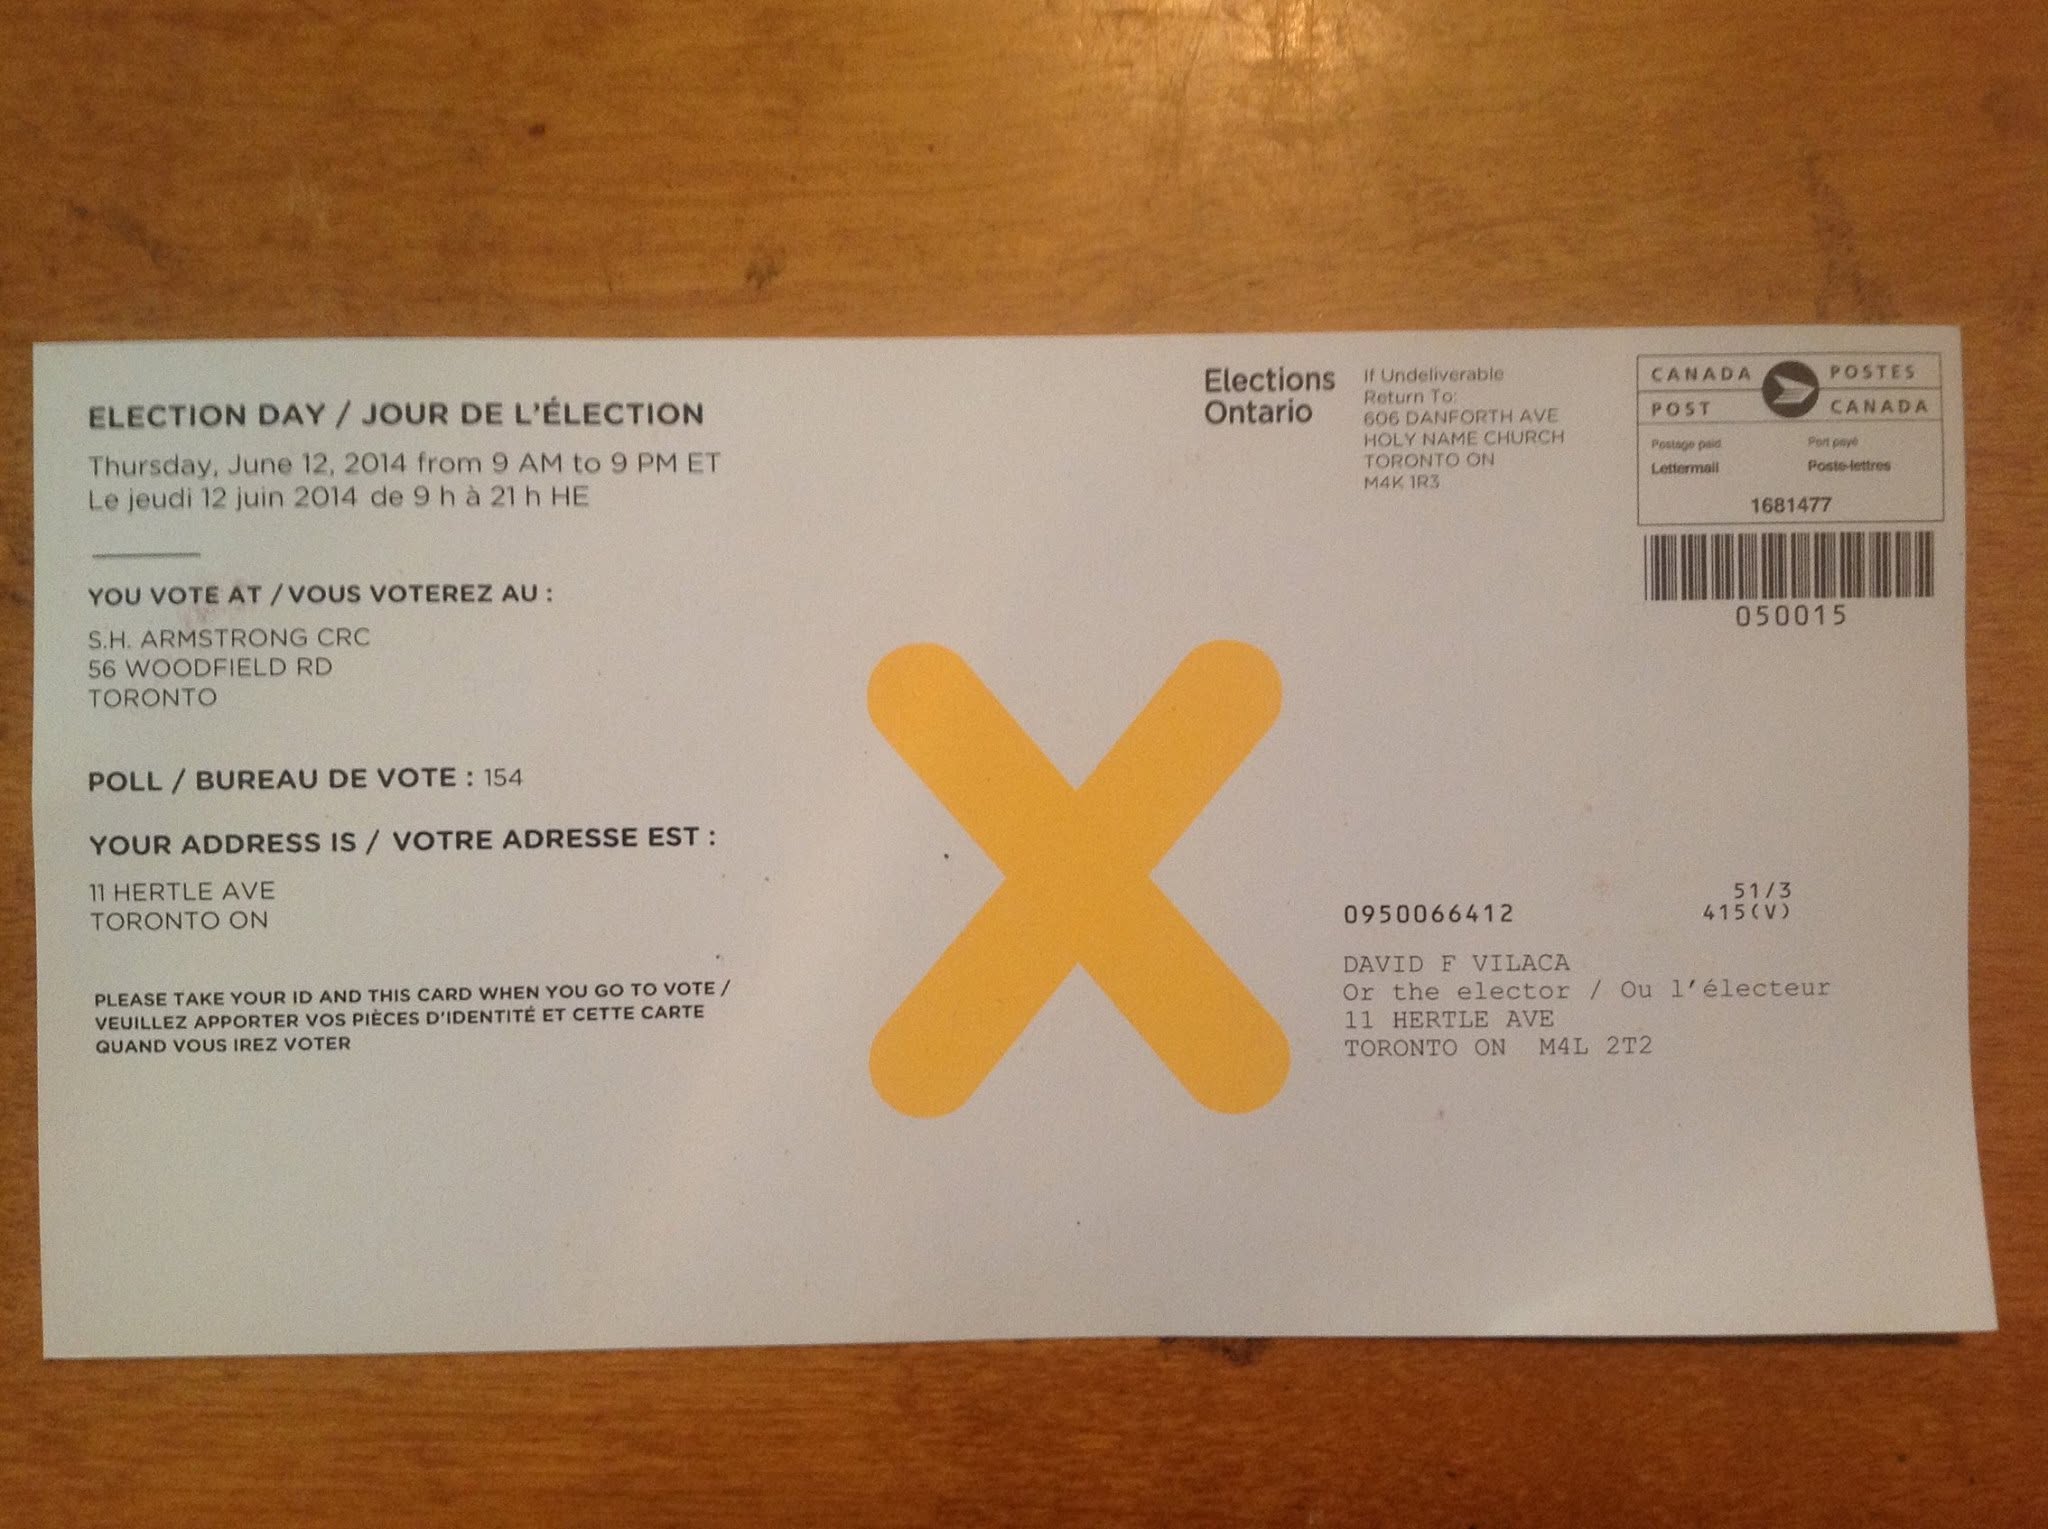 ELECTION DAY / JOUR DE L'ÉLECTION
Thursday, June 12, 2014 from 9 AM to 9 PM ET
Le jeudi 12 juin 2014 de 9 h à 21 h HE
YOU VOTE AT / VOUS VOTEREZ AU :
S.H. ARMSTRONG CRC
56 WOODFIELD RD
TORONTO
POLL / BUREAU DE VOTE : 154
YOUR ADDRESS IS / VOTRE ADRESSE EST :
11 HERTLE AVE
TORONTO ON
PLEASE TAKE YOUR ID AND THIS CARD WHEN YOU GO TO VOTE /
VEUILLEZ APPORTER VOS PIÈCES D'IDENTITÉ ET CETTE CARTE
QUAND VOUS IREZ VOTER
Elections
Ontario
If Undeliverable
Return To:
606 DANFORTH AVE
HOLY NAME CHURCH
TORONTO ON
M4K 1R3
CANADA POSTES
POST CANADA
Postage paid Port payé
Lettermail Poste-lettres
1681477
050015
51/3
0950066412 415(V)
DAVID F VILACA
Or the elector / Ou l'électeur
11 HERTLE AVE
TORONTO ON M4L 2T2